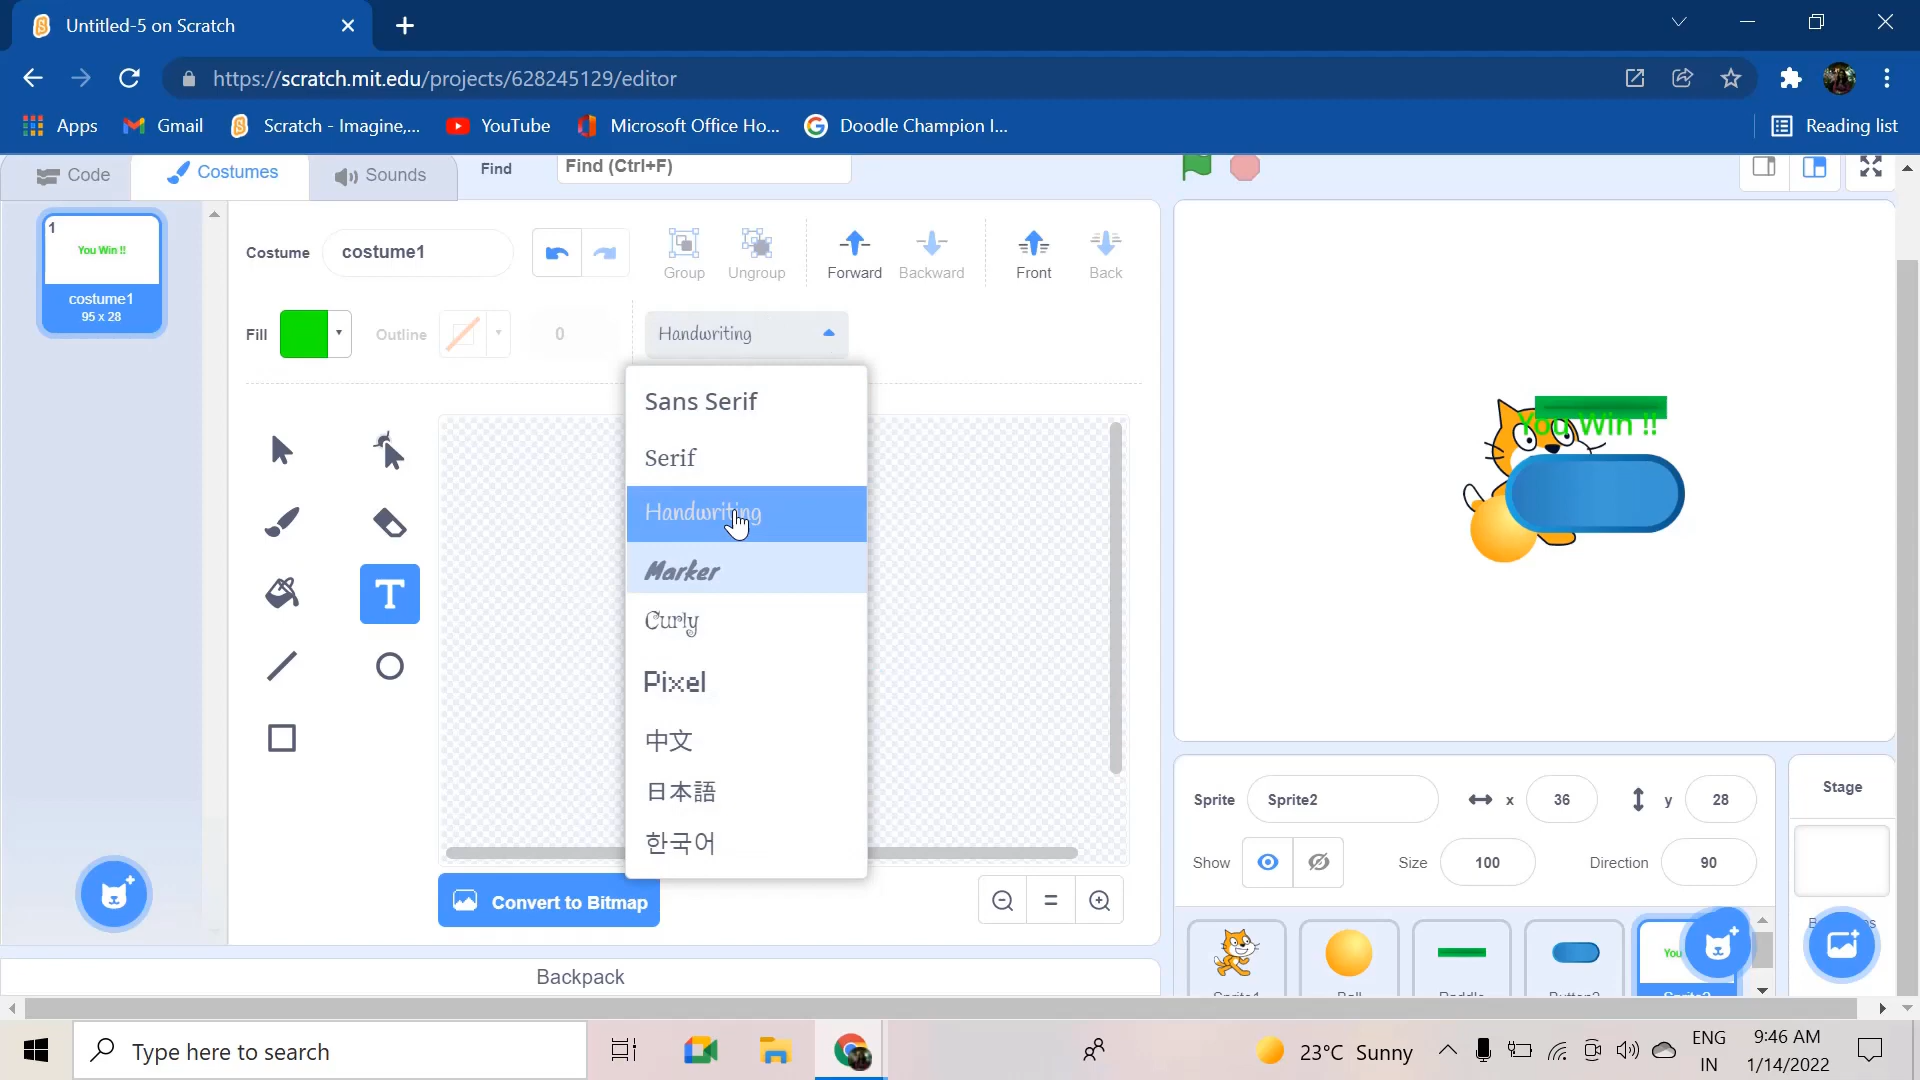 Untitled-5 on Scratch
https://scratch.mit.edu/projects/628245129/editor
Apps
Gmail
Scratch - Imagine,...
YouTube
Microsoft Office Ho...
Doodle Champion I...
Reading list
Code
Costumes
Sounds
Find
Find (Ctrl+F)
1
You Win !!
costume1
95 x 28
Costume
costume1
Group
Ungroup
Forward
Backward
Front
Back
Fill
Outline
0
Handwriting
Sans Serif
Serif
Handwriting
Marker
Curly
Pixel
中文
日本語
한국어
T
Convert to Bitmap
Backpack
You Win !!
Sprite
Sprite2
x
36
y
28
Show
Size
100
Direction
90
Stage
You
Type here to search
23°C Sunny
ENG
IN
9:46 AM
1/14/2022